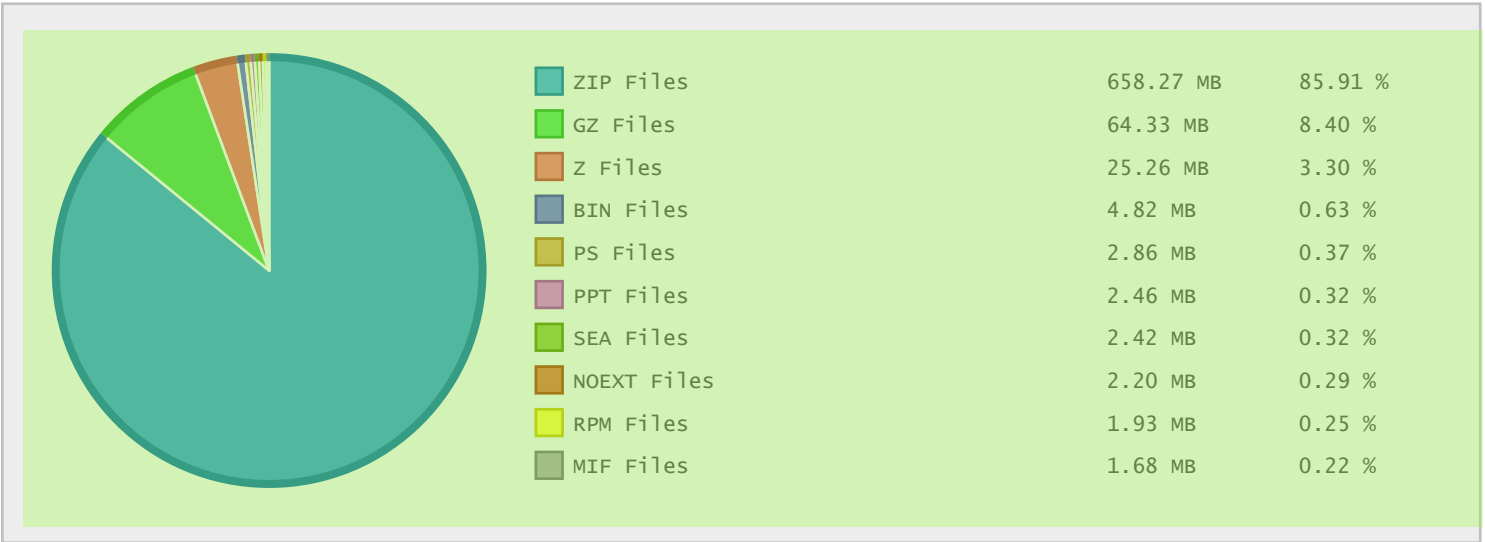 ZIP Files 658.27 MB 85.91 %
GZ Files 64.33 MB 8.40 %
Z Files 25.26 MB 3.30 %
BIN Files 4.82 MB 0.63 %
PS Files 2.86 MB 0.37 %
PPT Files 2.46 MB 0.32 %
SEA Files 2.42 MB 0.32 %
NOEXT Files 2.20 MB 0.29 %
RPM Files 1.93 MB 0.25 %
MIF Files 1.68 MB 0.22 %